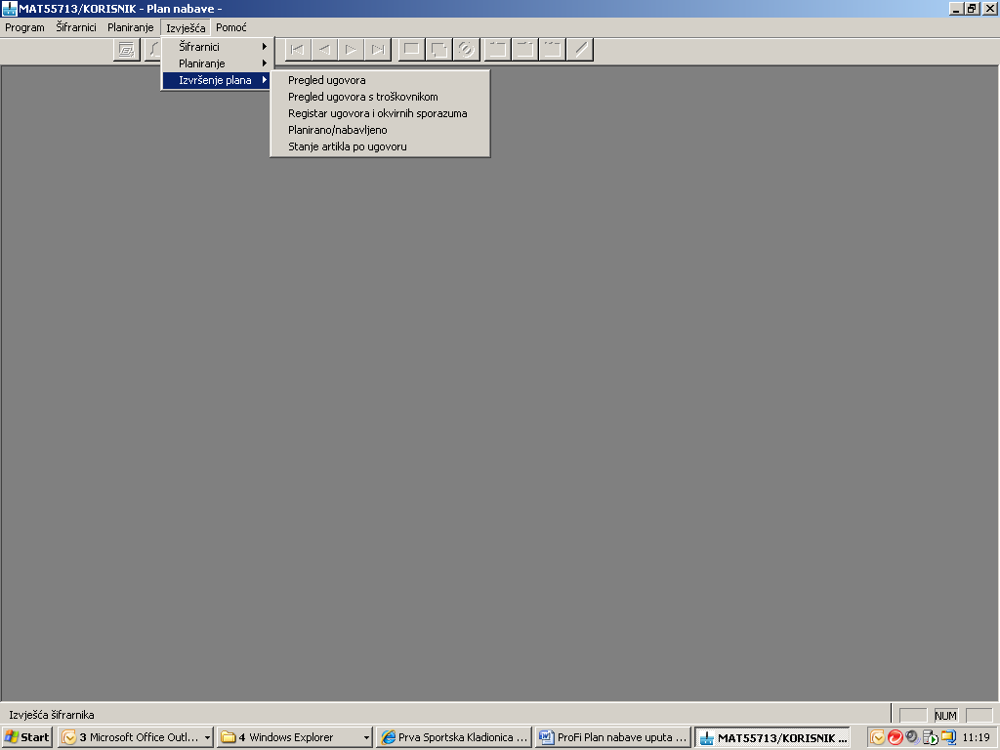 MAT55713/KORISNIK - Plan nabave -
Program Šifrarnici Planiranje Izvješća Pomoć
Šifrarnici
Planiranje
Izvršenje plana
Pregled ugovora
Pregled ugovora s troškovnikom
Registar ugovora i okvirnih sporazuma
Planirano/nabavljeno
Stanje artikla po ugovoru
Izvješća šifrarnika
NUM
Start 3 Microsoft Office Outl... 4 Windows Explorer Prva Sportska Kladionica ... ProFi Plan nabave uputa ... MAT55713/KORISNIK ... 11:19